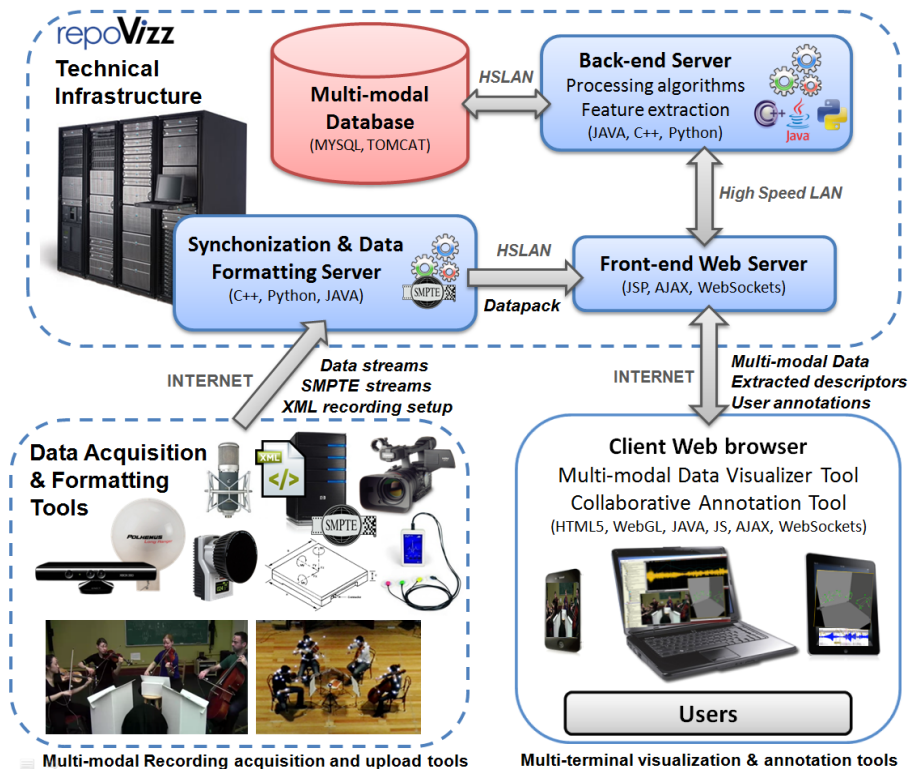 repoVizz
Technical
Infrastructure
Multi-modal
Database
(MYSQL, TOMCAT)
HSLAN
Back-end Server
Processing algorithms
Feature extraction
(JAVA, C++, Python)
C++
Java
High Speed LAN
Synchonization & Data
Formatting Server
(C++, Python, JAVA)
SMPTE
HSLAN
Datapack
Front-end Web Server
(JSP, AJAX, WebSockets)
INTERNET
Data streams
SMPTE streams
XML recording setup
INTERNET
Multi-modal Data
Extracted descriptors
User annotations
Data Acquisition
& Formatting
Tools
XML
</>
SMPTE
POLHEMUS
Client Web browser
Multi-modal Data Visualizer Tool
Collaborative Annotation Tool
(HTML5, WebGL, JAVA, JS, AJAX, WebSockets)
Users
Multi-modal Recording acquisition and upload tools
Multi-terminal visualization & annotation tools